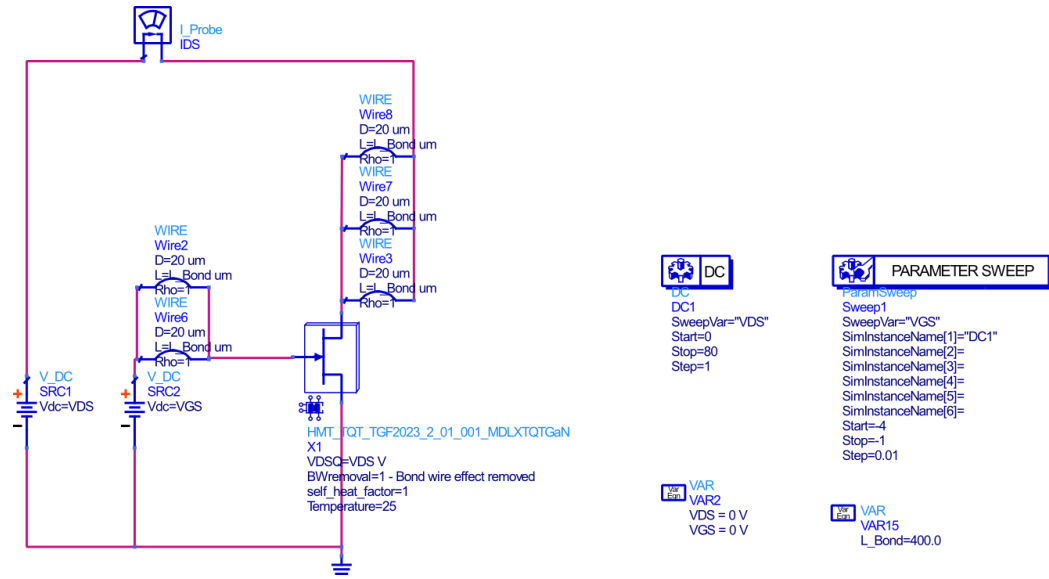 I_Probe
IDS
WIRE
Wire8
D=20 um
L=L_Bond um
Rho=1
WIRE
Wire7
D=20 um
L=L_Bond um
Rho=1
WIRE
Wire3
D=20 um
L=L_Bond um
Rho=1
WIRE
Wire2
D=20 um
L=L_Bond um
Rho=1
WIRE
Wire6
D=20 um
L=L_Bond um
Rho=1
V_DC
SRC1
Vdc=VDS
V_DC
SRC2
Vdc=VGS
HMT_TQT_TGF2023_2_01_001_MDLXTQTGaN
X1
VDSQ=VDS V
BWremoval=1 - Bond wire effect removed
self_heat_factor=1
Temperature=25
DC
DC
DC1
SweepVar="VDS"
Start=0
Stop=80
Step=1
PARAMETER SWEEP
ParamSweep
Sweep1
SweepVar="VGS"
SimInstanceName[1]="DC1"
SimInstanceName[2]=
SimInstanceName[3]=
SimInstanceName[4]=
SimInstanceName[5]=
SimInstanceName[6]=
Start=-4
Stop=-1
Step=0.01
Var
Eqn
VAR
VAR2
VDS = 0 V
VGS = 0 V
Var
Eqn
VAR
VAR15
L_Bond=400.0